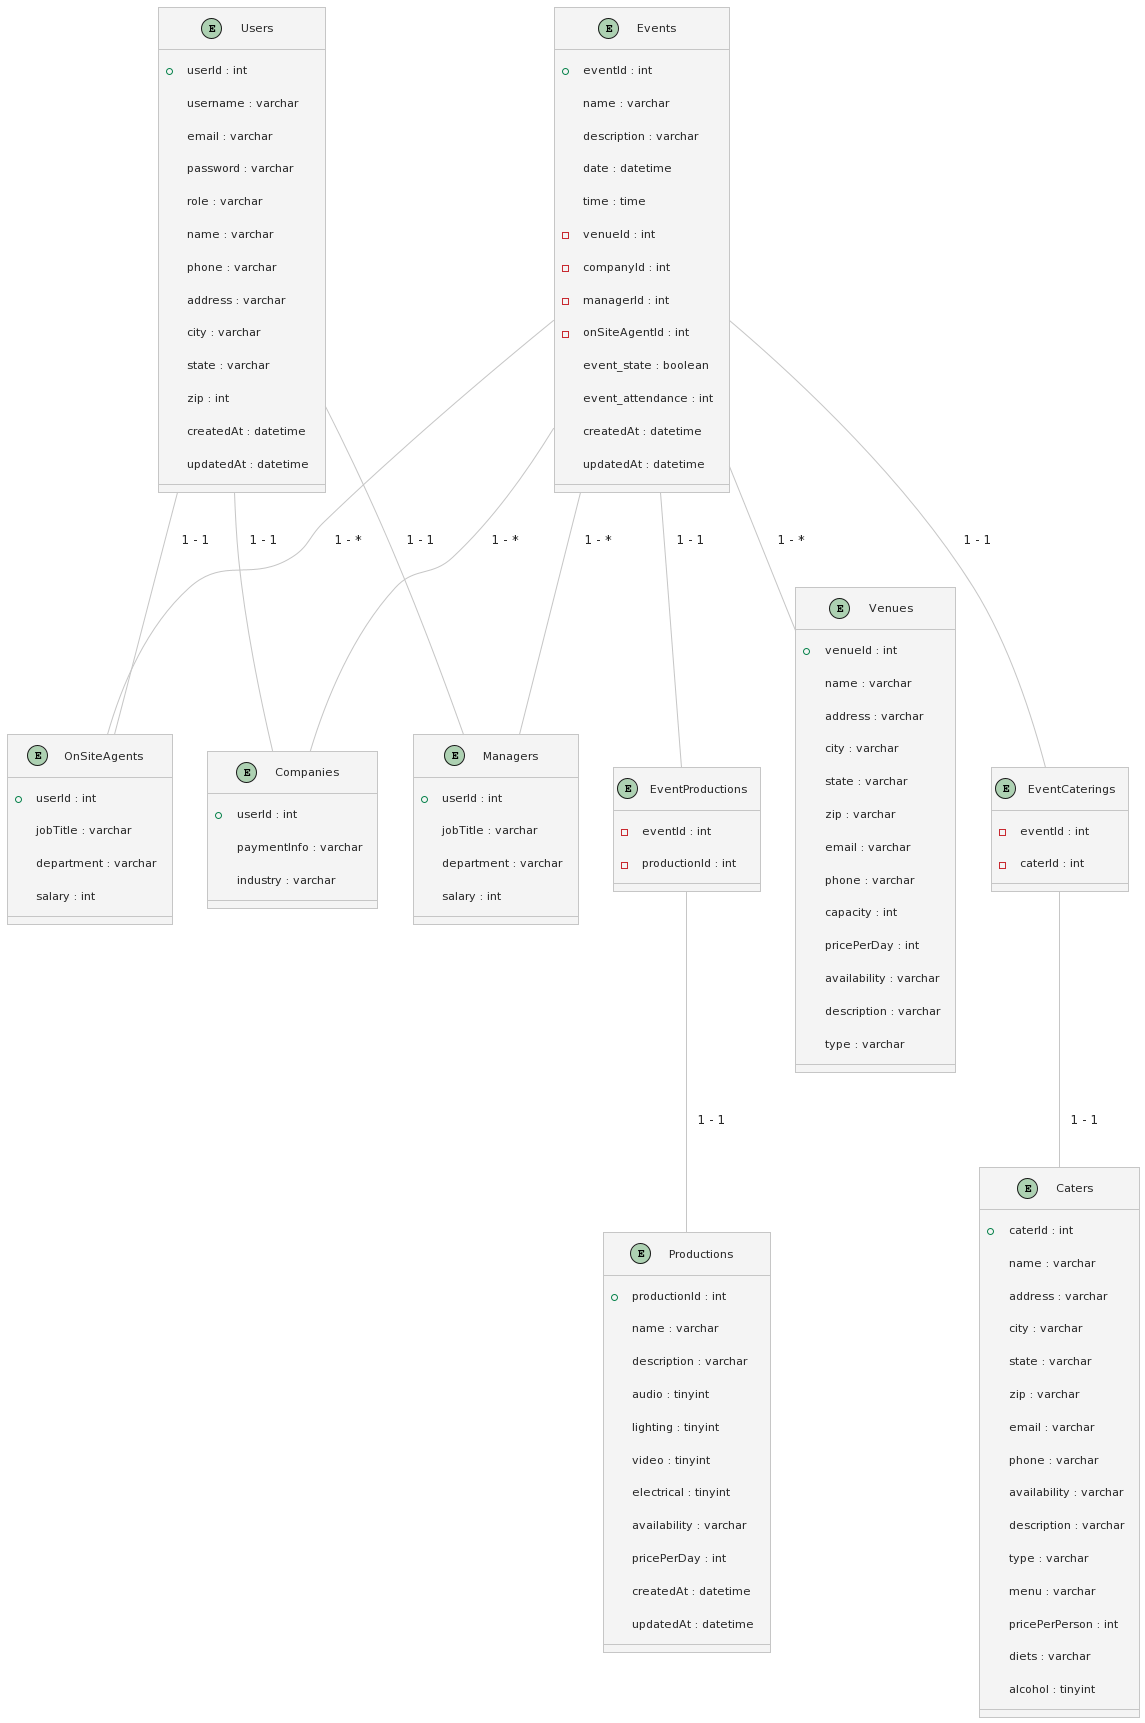 E Users
userId : int
username : varchar
email : varchar
password : varchar
role : varchar
name : varchar
phone : varchar
address : varchar
city : varchar
state : varchar
zip : int
createdAt : datetime
updatedAt : datetime
E Events
eventId : int
name : varchar
description : varchar
date : datetime
time : time
venueId : int
companyId : int
managerId : int
onSiteAgentId : int
event_state : boolean
event_attendance : int
createdAt : datetime
updatedAt : datetime
1 - 1
1 - 1
1 - *
1 - 1
1 - *
1 - *
1 - 1
1 - *
1 - 1
E OnSiteAgents
userId : int
jobTitle : varchar
department : varchar
salary : int
E Companies
userId : int
paymentInfo : varchar
industry : varchar
E Managers
userId : int
jobTitle : varchar
department : varchar
salary : int
E EventProductions
eventId : int
productionId : int
E Venues
venueId : int
name : varchar
address : varchar
city : varchar
state : varchar
zip : varchar
email : varchar
phone : varchar
capacity : int
pricePerDay : int
availability : varchar
description : varchar
type : varchar
E EventCaterings
eventId : int
caterId : int
1 - 1
1 - 1
E Productions
productionId : int
name : varchar
description : varchar
audio : tinyint
lighting : tinyint
video : tinyint
electrical : tinyint
availability : varchar
pricePerDay : int
createdAt : datetime
updatedAt : datetime
E Caters
caterId : int
name : varchar
address : varchar
city : varchar
state : varchar
zip : varchar
email : varchar
phone : varchar
availability : varchar
description : varchar
type : varchar
menu : varchar
pricePerPerson : int
diets : varchar
alcohol : tinyint